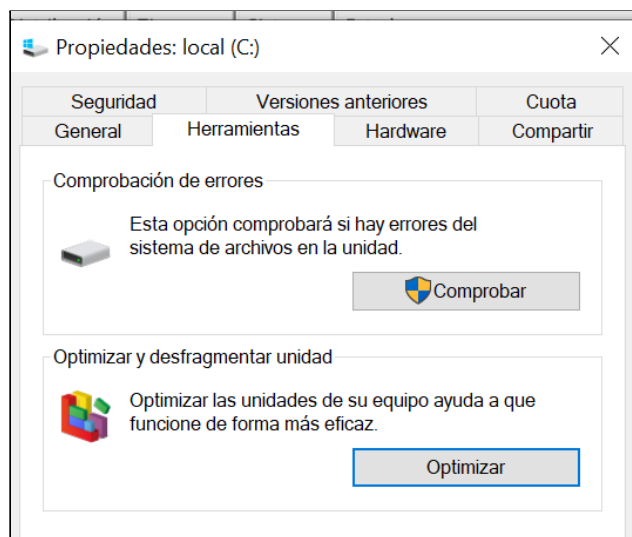 Propiedades: local (C:)
Seguridad Versiones anteriores Cuota
General Herramientas Hardware Compartir
Comprobación de errores
Esta opción comprobará si hay errores del
sistema de archivos en la unidad.
Comprobar
Optimizar y desfragmentar unidad
Optimizar las unidades de su equipo ayuda a que
funcione de forma más eficaz.
Optimizar